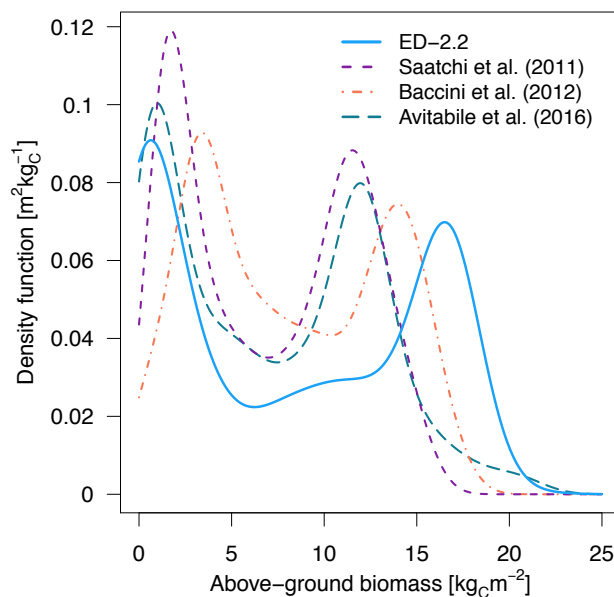 0.12
0.1
0.08
0.06
0.04
0.02
0
Density function [m²kg_C⁻¹]
ED−2.2
Saatchi et al. (2011)
Baccini et al. (2012)
Avitabile et al. (2016)
0 5 10 15 20 25
Above−ground biomass [kg_Cm⁻²]